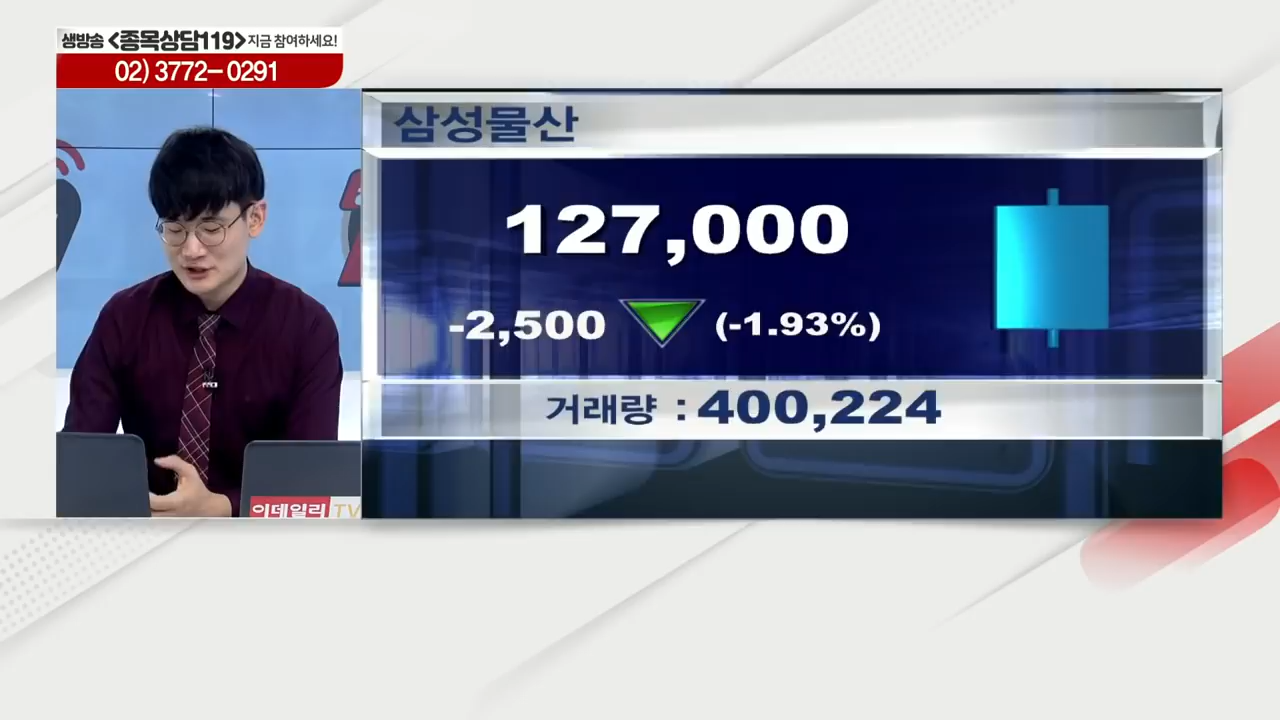 생방송 <종목상담119> 지금 참여하세요!
02) 3772-0291
삼성물산
127,000
-2,500 (-1.93%)
거래량 : 400,224
이데일리 TV